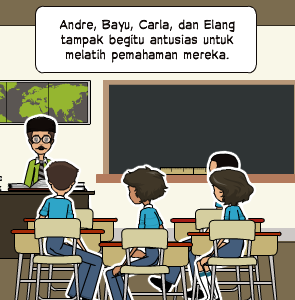 Andre, Bayu, Carla, dan Elang
tampak begitu antusias untuk
melatih pemahaman mereka.